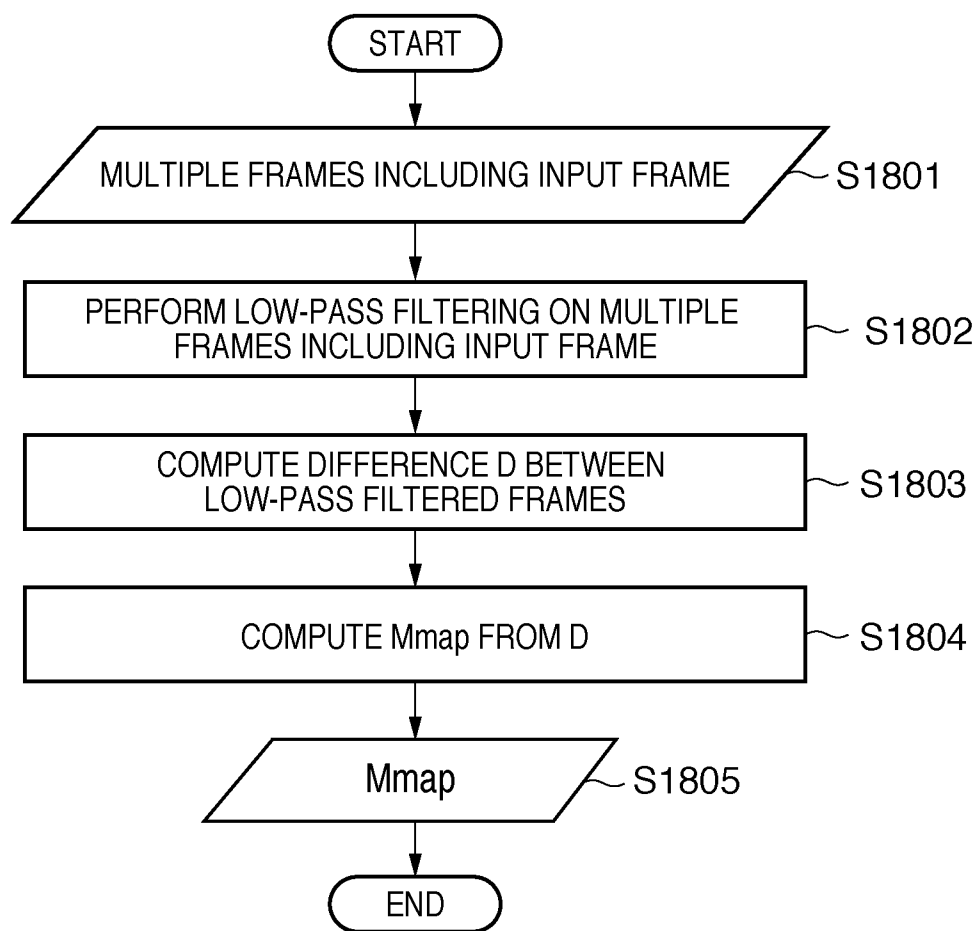 START
MULTIPLE FRAMES INCLUDING INPUT FRAME
S1801
PERFORM LOW-PASS FILTERING ON MULTIPLE
FRAMES INCLUDING INPUT FRAME
S1802
COMPUTE DIFFERENCE D BETWEEN
LOW-PASS FILTERED FRAMES
S1803
COMPUTE Mmap FROM D
S1804
Mmap
S1805
END